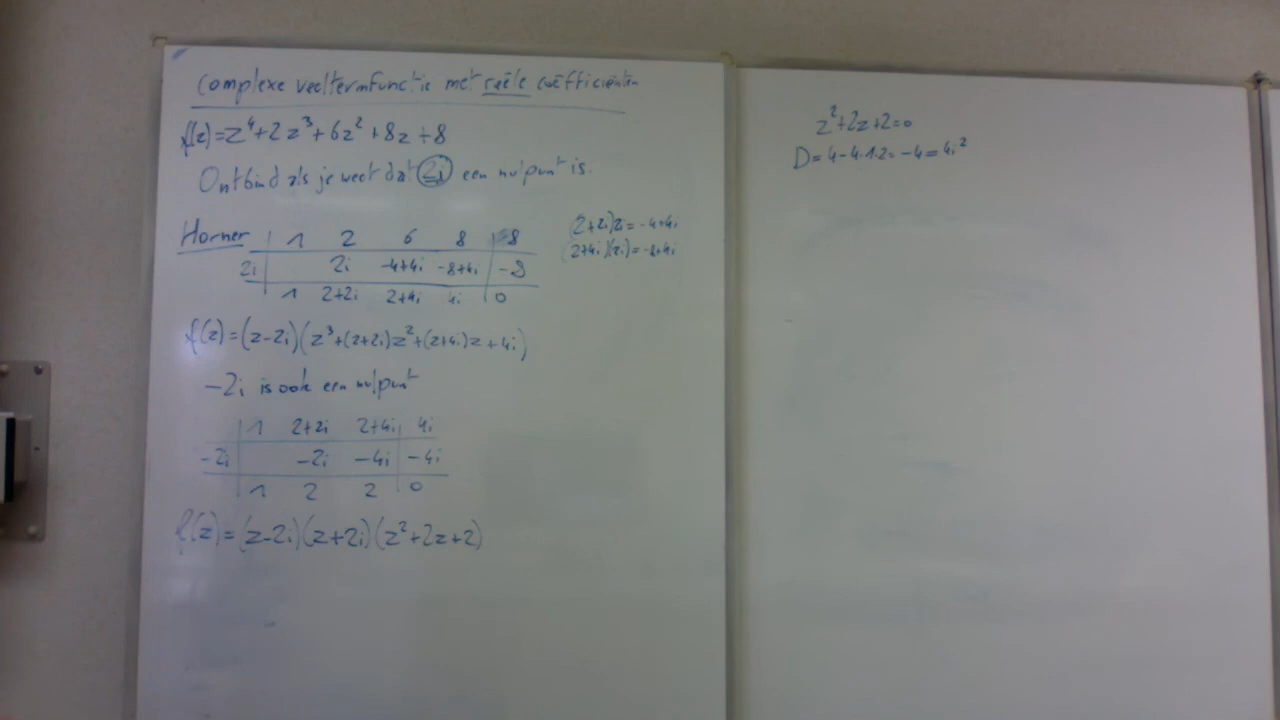 Complexe veeltermfunctie met reële coëfficiënten
f(z)=z⁴+2z³+6z²+8z+8
Ontbind als je weet dat 2i een nulpunt is.
Horner
1 2 6 8 8
2i 2i -4+4i -8+4i -8
1 2+2i 2+4i 4i 0
(2+2i)2i=-4+4i
(2+4i)(2i)=-8+4i
f(z)=(z-2i)(z³+(2+2i)z²+(2+4i)z+4i)
-2i is ook een nulpunt
1 2+2i 2+4i 4i
-2i -2i -4i -4i
1 2 2 0
f(z)=(z-2i)(z+2i)(z²+2z+2)
z²+2z+2=0
D=4-4.1.2=-4=4i²